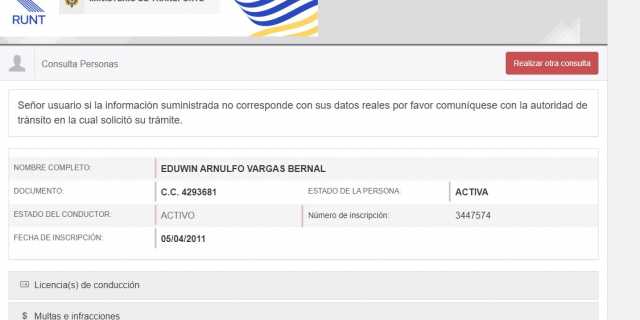 RUNT
Consulta Personas
Realizar otra consulta
Señor usuario si la información suministrada no corresponde con sus datos reales por favor comuníquese con la autoridad de
tránsito en la cual solicitó su trámite.
NOMBRE COMPLETO: EDUWIN ARNULFO VARGAS BERNAL
DOCUMENTO: C.C. 4293681 ESTADO DE LA PERSONA: ACTIVA
ESTADO DEL CONDUCTOR: ACTIVO Número de inscripción: 3447574
FECHA DE INSCRIPCIÓN: 05/04/2011
Licencia(s) de conducción
$ Multas e infracciones